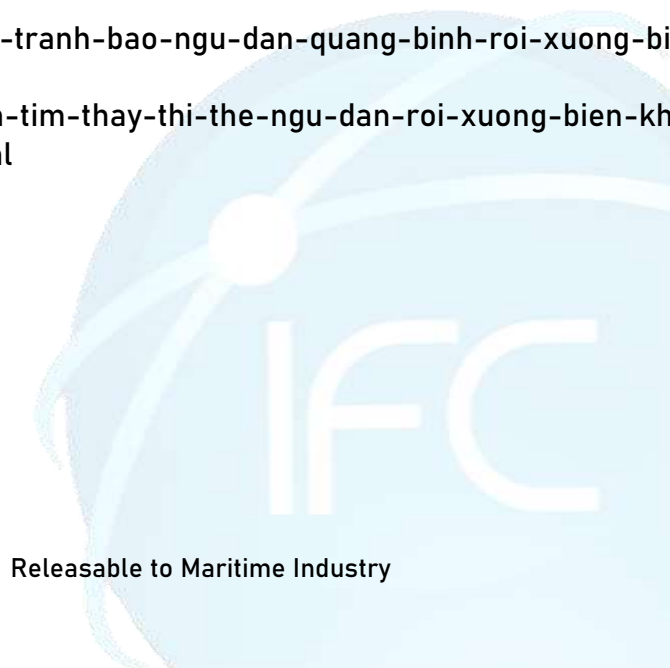 -tranh-bao-ngu-dan-quang-binh-roi-xuong-bi
-tim-thay-thi-the-ngu-dan-roi-xuong-bien-kh
IFC
Releasable to Maritime Industry